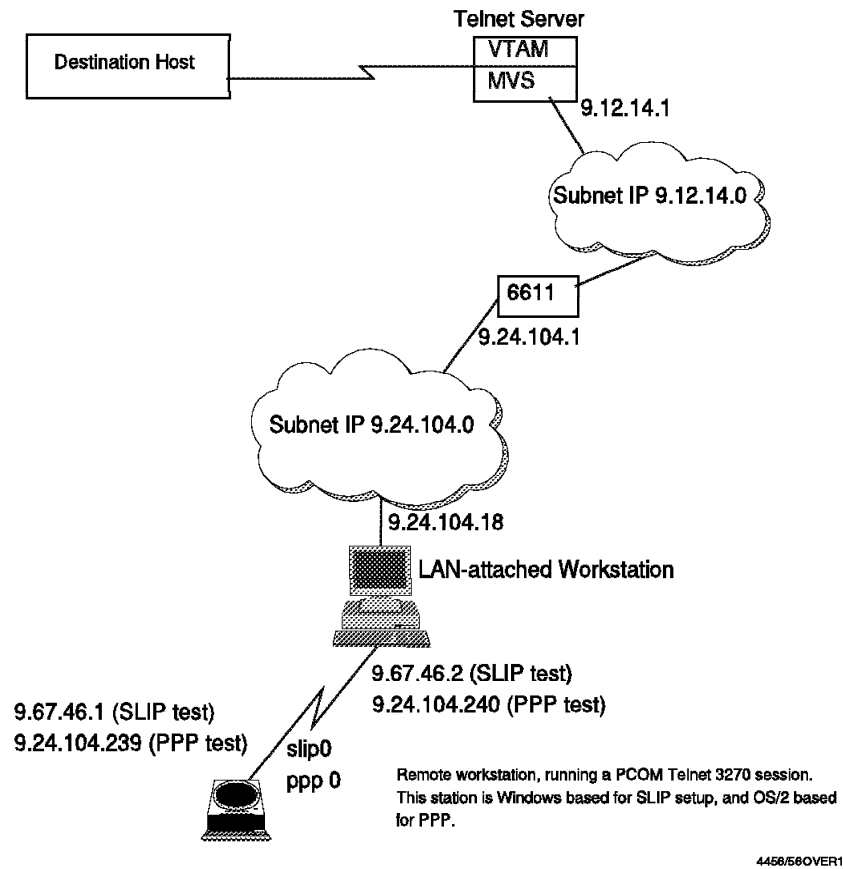 Telnet Server
Destination Host
VTAM
MVS
9.12.14.1
Subnet IP 9.12.14.0
6611
9.24.104.1
Subnet IP 9.24.104.0
9.24.104.18
LAN-attached Workstation
9.67.46.2 (SLIP test)
9.24.104.240 (PPP test)
9.67.46.1 (SLIP test)
9.24.104.239 (PPP test)
slip0
ppp 0
Remote workstation, running a PCOM Telnet 3270 session.
This station is Windows based for SLIP setup, and OS/2 based
for PPP.
4456/56OVER1